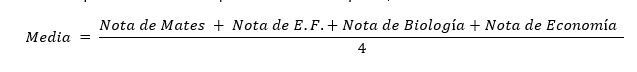 Nota de Mates + Nota de E.F.+ Nota de Biología + Nota de Economía
Media =
4